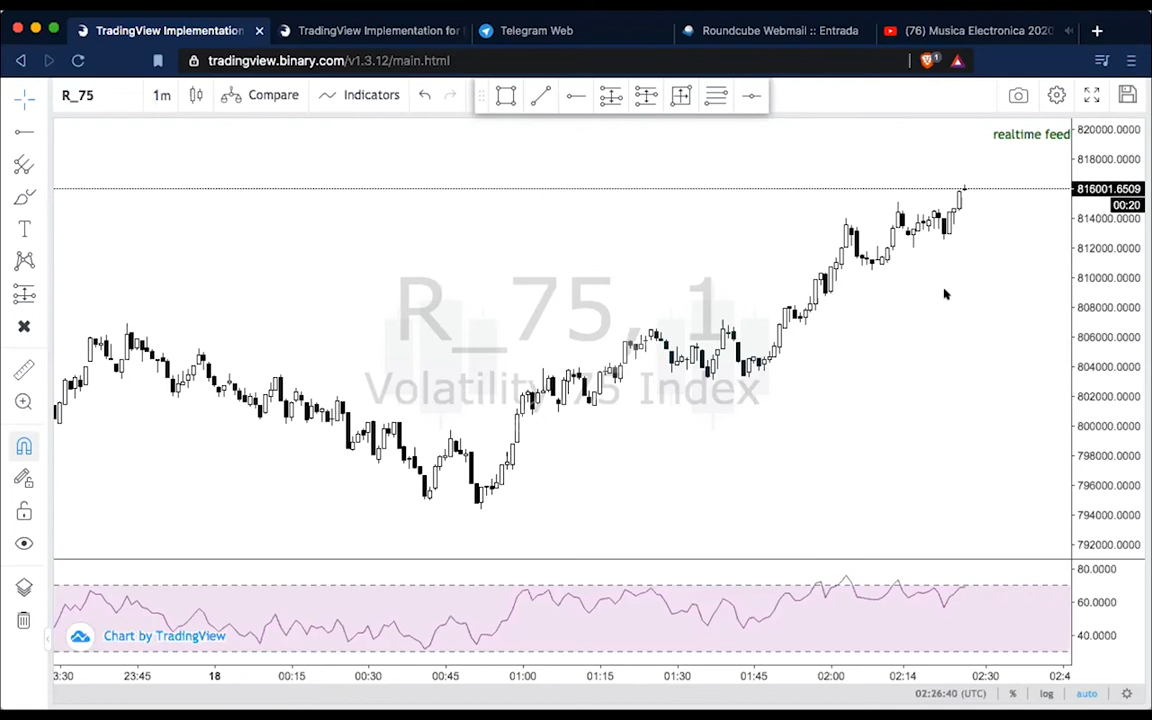 TradingView Implementation ×
TradingView Implementation for
Telegram Web
Roundcube Webmail :: Entrada
(76) Musica Electronica 2020
+
tradingview.binary.com/v1.3.12/main.html
1
R_75
1m
Compare
Indicators
realtime feed
820000.0000
818000.0000
816001.6509
00:20
814000.0000
812000.0000
810000.0000
808000.0000
806000.0000
804000.0000
802000.0000
800000.0000
798000.0000
796000.0000
794000.0000
792000.0000
R_75, 1
Volatility 75 Index
T
80.0000
60.0000
40.0000
Chart by TradingView
3:30 23:45 18 00:15 00:30 00:45 01:00 01:15 01:30 01:45 02:00 02:14 02:30 02:4
02:26:40 (UTC) % log auto